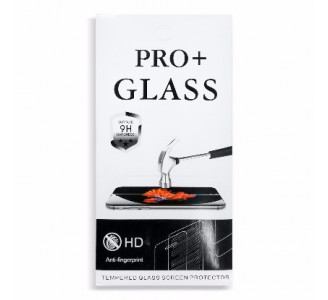 PRO+
GLASS
9H
HD
Anti-fingerprint
TEMPERED GLASS SCREEN PROTECTOR